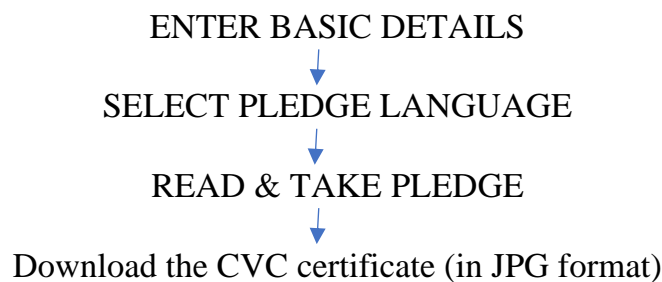 ENTER BASIC DETAILS
SELECT PLEDGE LANGUAGE
READ & TAKE PLEDGE
Download the CVC certificate (in JPG format)